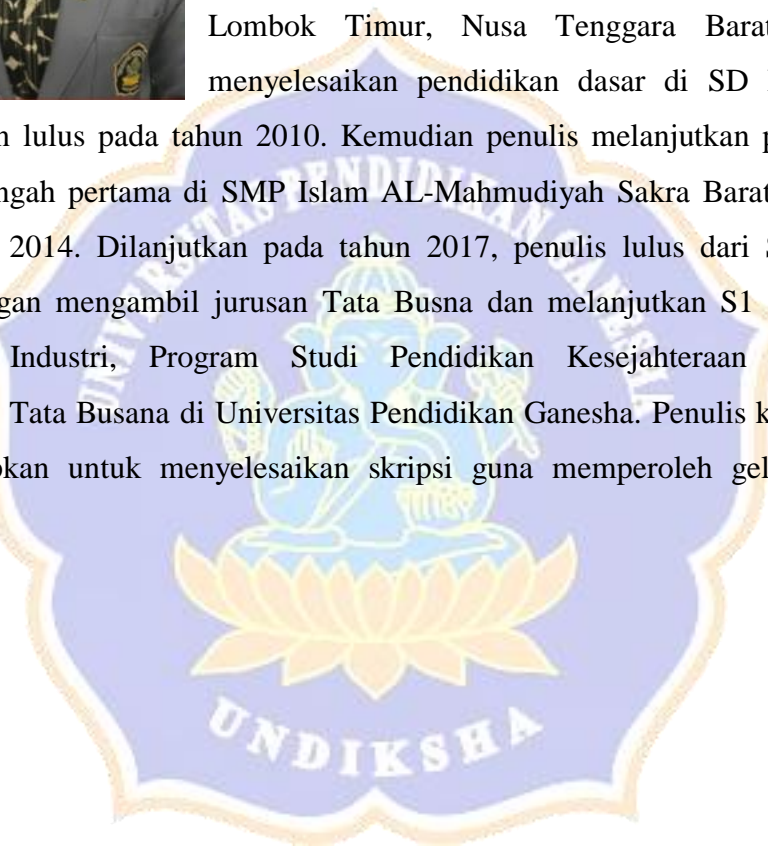 Lombok Timur, Nusa Tenggara Barat
menyelesaikan pendidikan dasar di SD
lulus pada tahun 2010. Kemudian penulis melanjutkan
ngah pertama di SMP Islam AL-Mahmudiyah Sakra Barat
2014. Dilanjutkan pada tahun 2017, penulis lulus dari
gan mengambil jurusan Tata Busna dan melanjutkan S1
Industri, Program Studi Pendidikan Kesejahteraan
Tata Busana di Universitas Pendidikan Ganesha. Penulis
kan untuk menyelesaikan skripsi guna memperoleh gel
UNIVERSITAS PENDIDIKAN GANESHA
UNDIKSHA